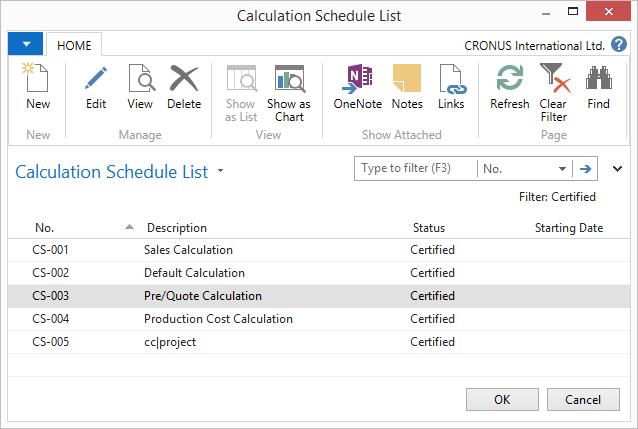 Calculation Schedule List
HOME
CRONUS International Ltd. ?
New
Edit
View
Delete
Show as List
Show as Chart
OneNote
Notes
Links
Refresh
Clear Filter
Find
New
Manage
View
Show Attached
Page
Calculation Schedule List
Type to filter (F3)
No.
Filter: Certified
No. Description Status Starting Date
CS-001 Sales Calculation Certified
CS-002 Default Calculation Certified
CS-003 Pre/Quote Calculation Certified
CS-004 Production Cost Calculation Certified
CS-005 cc|project Certified
OK Cancel